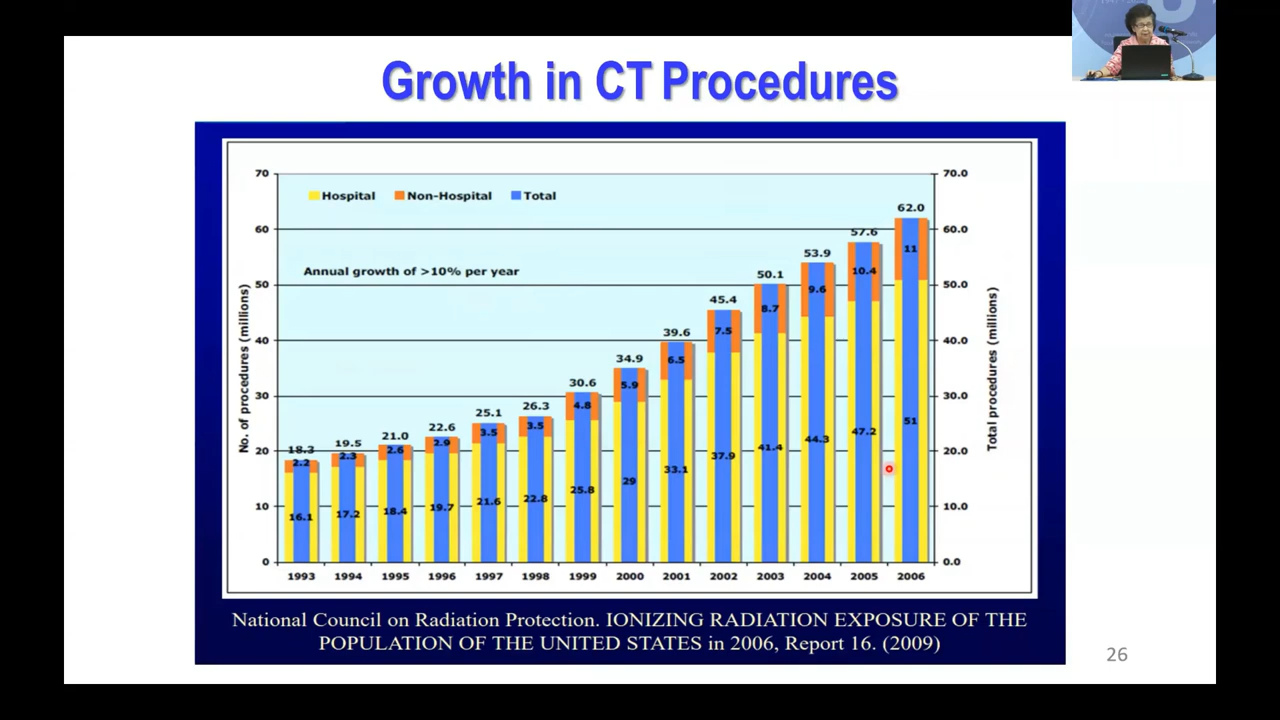 Growth in CT Procedures
Hospital Non-Hospital Total
Annual growth of >10% per year
No. of procedures (millions)
Total procedures (millions)
70
60
50
40
30
20
10
0
70.0
60.0
50.0
40.0
30.0
20.0
10.0
0.0
18.3 19.5 21.0 22.6 25.1 26.3 30.6 34.9 39.6 45.4 50.1 53.9 57.6 62.0
2.2 2.3 2.6 2.9 3.5 3.5 4.8 5.9 6.5 7.5 8.7 9.6 10.4 11
16.1 17.2 18.4 19.7 21.6 22.8 25.8 29 33.1 37.9 41.4 44.3 47.2 51
1993 1994 1995 1996 1997 1998 1999 2000 2001 2002 2003 2004 2005 2006
National Council on Radiation Protection. IONIZING RADIATION EXPOSURE OF THE
POPULATION OF THE UNITED STATES in 2006, Report 16. (2009)
26